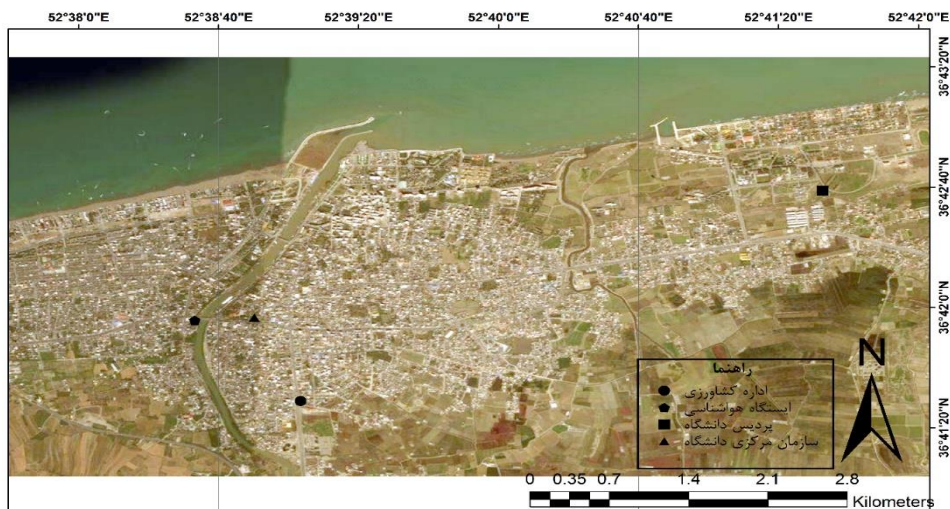 52°38'0"E 52°38'40"E 52°39'20"E 52°40'0"E 52°40'40"E 52°41'20"E 52°42'0"E
36°43'20"N
36°42'40"N
36°42'0"N
36°41'20"N
N
راهنما
اداره کشاورزی
ایستگاه هواشناسی
پردیس دانشگاه
سازمان مرکزی دانشگاه
0 0.35 0.7 1.4 2.1 2.8
Kilometers